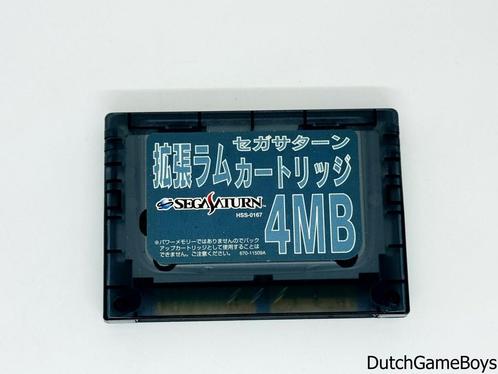 セガサターン
拡張ラムカートリッジ
SEGA SATURN
HSS-0167
4MB
※パワーメモリーではありませんのでバック
アップカートリッジとして使用することは
できません。ご注意ください。 670-11509A
DutchGameBoys